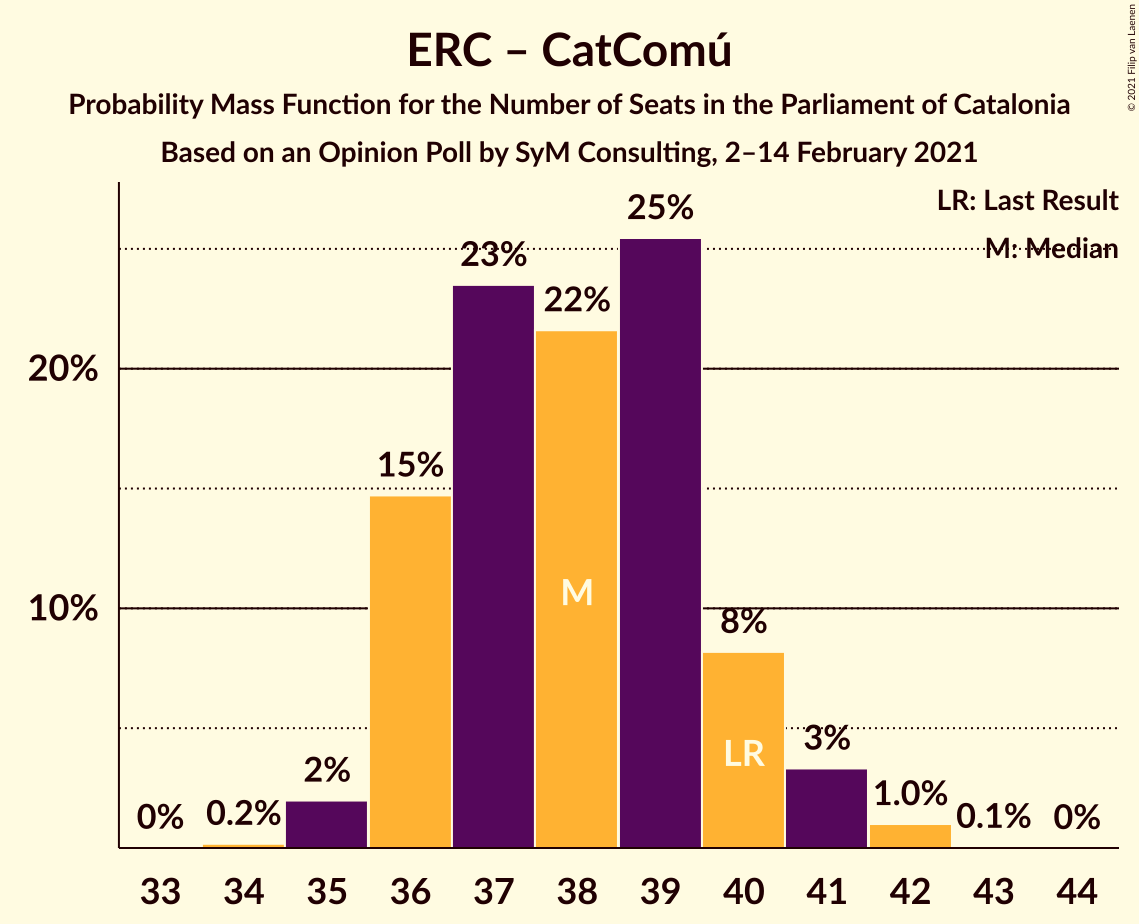 ERC – CatComú
Probability Mass Function for the Number of Seats in the Parliament of Catalonia
Based on an Opinion Poll by SyM Consulting, 2–14 February 2021
© 2021 Filip van Laenen
LR: Last Result
M: Median
25%
23%
22%
20%
15%
M
10%
8%
LR
3%
2%
1.0%
0% 0.2% 0.1% 0%
33 34 35 36 37 38 39 40 41 42 43 44